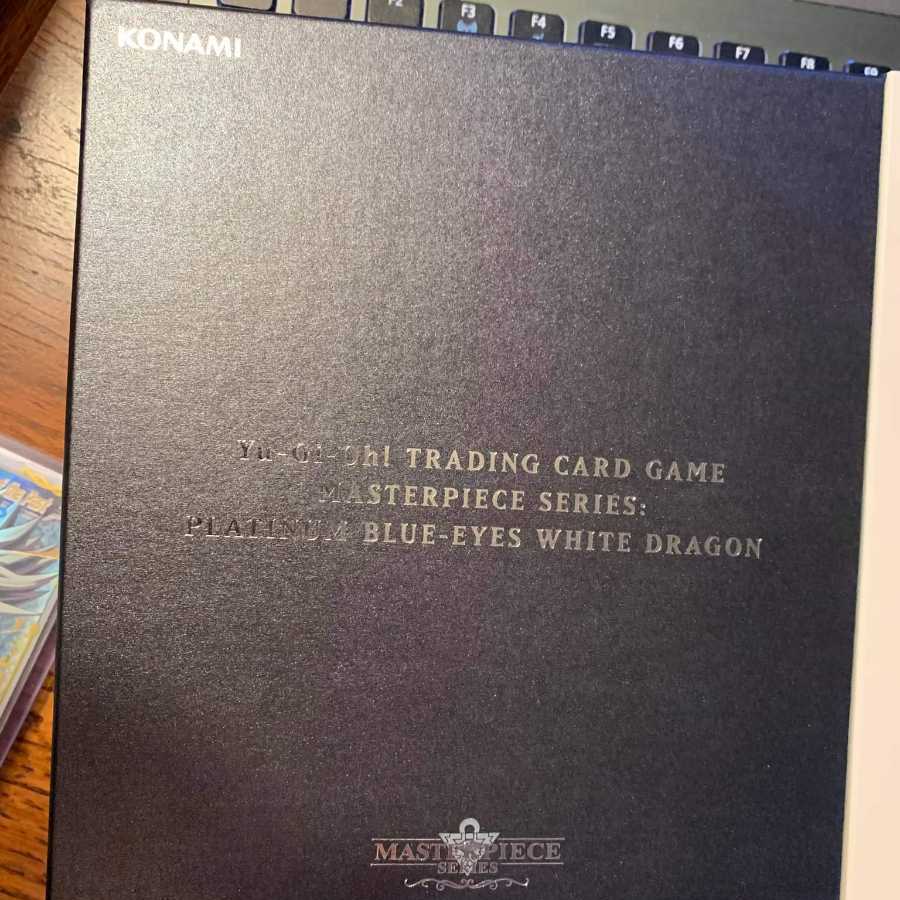 F2
F3
F4
F5
F6
F7
F8
F9
KONAMI
Yu-Gi-Oh! TRADING CARD GAME
MASTERPIECE SERIES:
PLATINUM BLUE-EYES WHITE DRAGON
MASTERPIECE
SERIES